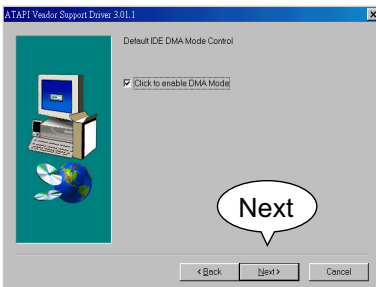 ATAPI Vendor Support Driver 3.01.1
Default IDE DMA Mode Control
Click to enable DMA Mode
Next
< Back
Next >
Cancel